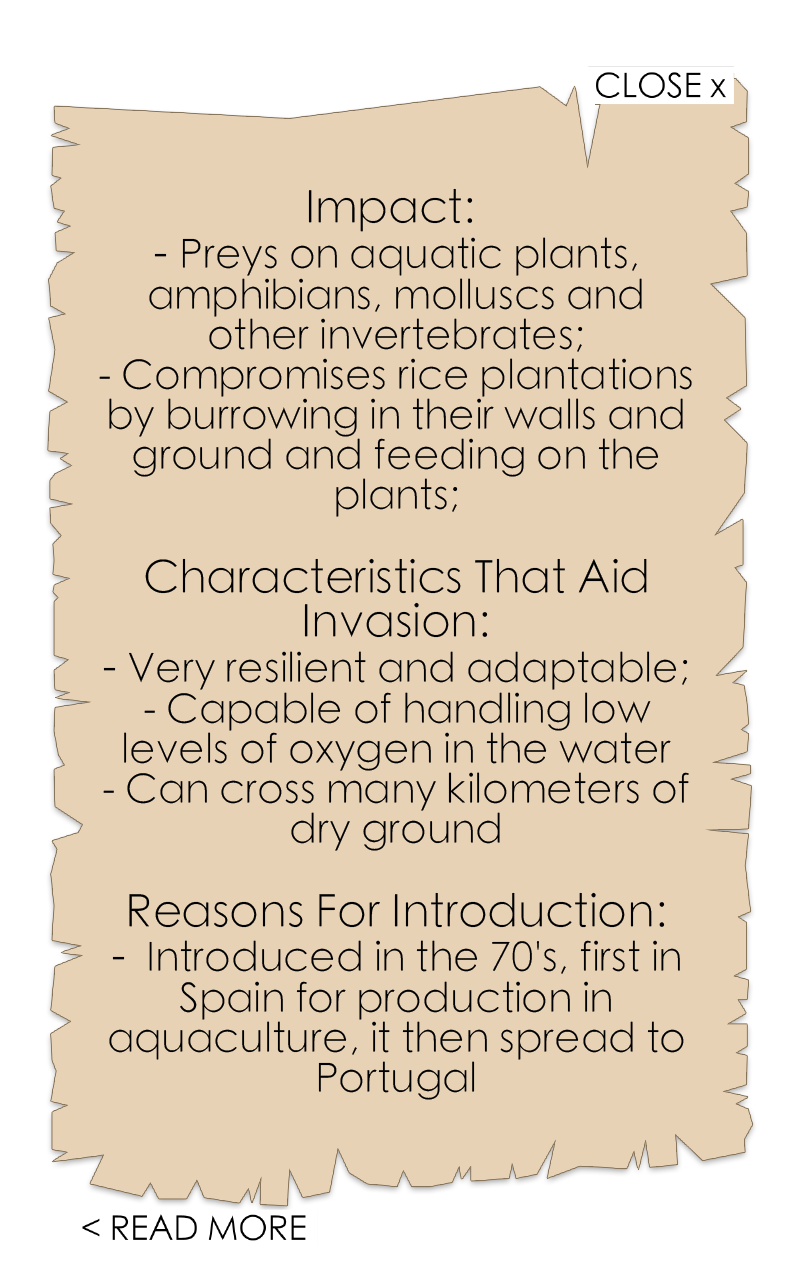 CLOSE x
Impact:
- Preys on aquatic plants,
amphibians, molluscs and
other invertebrates;
- Compromises rice plantations
by burrowing in their walls and
ground and feeding on the
plants;
Characteristics That Aid
Invasion:
- Very resilient and adaptable;
- Capable of handling low
levels of oxygen in the water
- Can cross many kilometers of
dry ground
Reasons For Introduction:
-  Introduced in the 70's, first in
Spain for production in
aquaculture, it then spread to
Portugal
< READ MORE